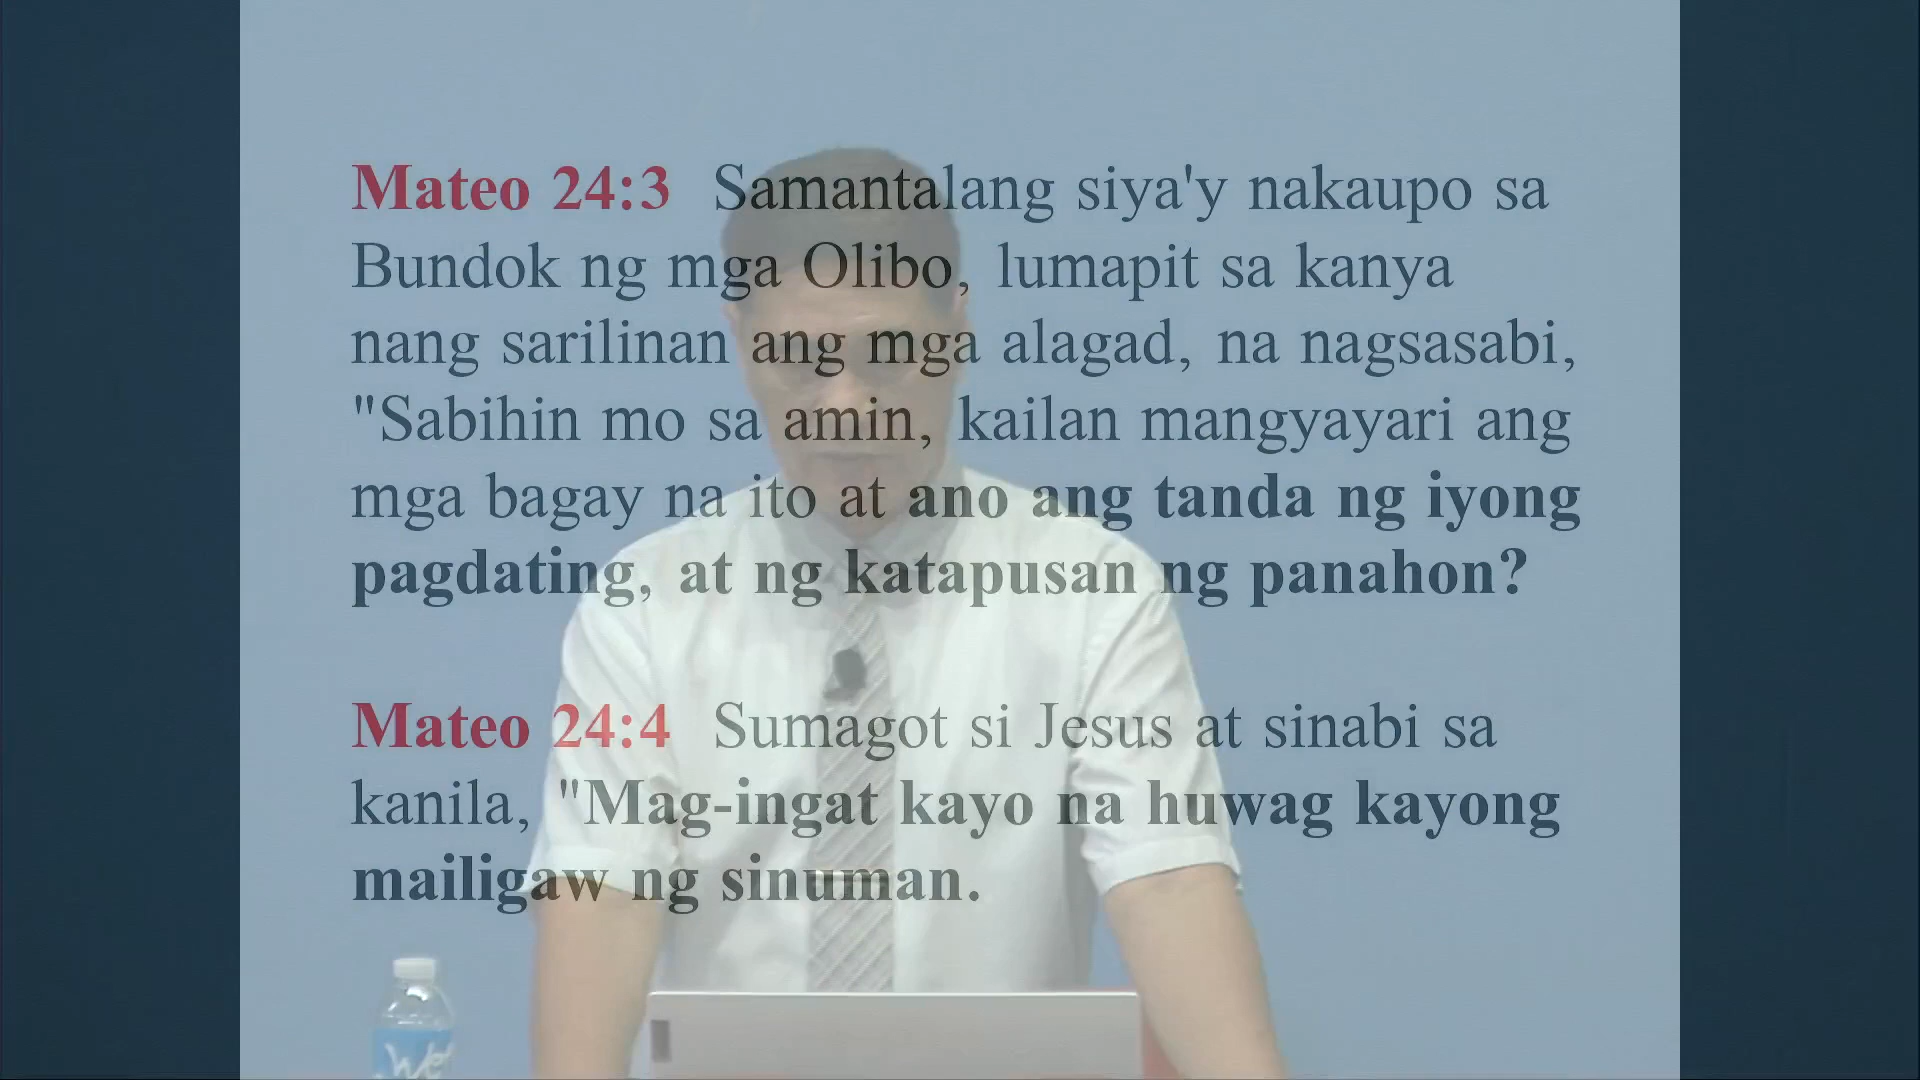 Mateo 24:3 Samantalang siya'y nakaupo sa
Bundok ng mga Olibo, lumapit sa kanya
nang sarilinan ang mga alagad, na nagsasabi,
"Sabihin mo sa amin, kailan mangyayari ang
mga bagay na ito at ano ang tanda ng iyong
pagdating, at ng katapusan ng panahon?
Mateo 24:4 Sumagot si Jesus at sinabi sa
kanila, "Mag-ingat kayo na huwag kayong
mailigaw ng sinuman.